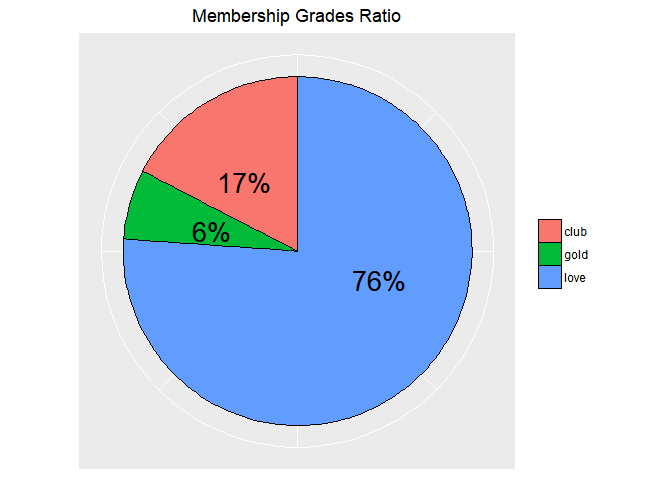 Membership Grades Ratio
17%
6%
76%
club
gold
love